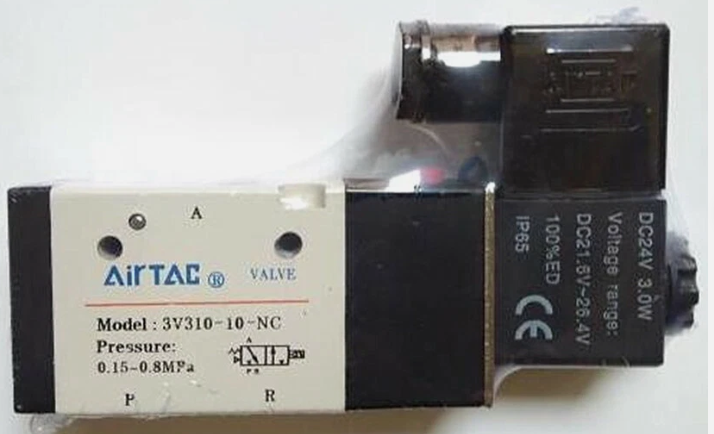 A
AirTAC ® VALVE
Model : 3V310-10-NC
Pressure:
0.15-0.8MPa
A
P R
P R
DC24V 3.0W
Voltage range:
DC21.6V~26.4V
100%ED
IP65
CE